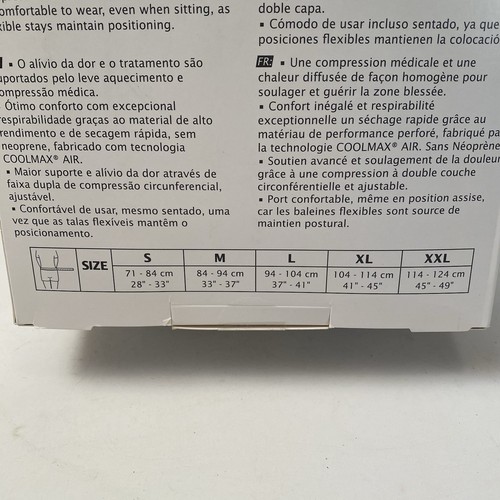 omfortable to wear, even when sitting, as
xible stays maintain positioning.
▪ O alívio da dor e o tratamento são
uportados pelo leve aquecimento e
ompressão médica.
Ótimo conforto com excepcional
respirabilidade graças ao material de alto
rendimento e de secagem rápida, sem
neoprene, fabricado com tecnologia
COOLMAX® AIR.
▪ Maior suporte e alívio da dor através de
faixa dupla de compressão circunferencial,
ajustável.
▪ Confortável de usar, mesmo sentado, uma
vez que as talas flexíveis mantêm o
posicionamento.
doble capa.
▪ Cómodo de usar incluso sentado, ya que
posiciones flexibles mantienen la colocació
FR: ▪ Une compression médicale et une
chaleur diffusée de façon homogène pour
soulager et guérir la zone blessée.
▪ Confort inégalé et respirabilité
exceptionnelle un séchage rapide grâce au
matériau de performance perforé, fabriqué pa
la technologie COOLMAX® AIR. Sans Néoprène
▪ Soutien avancé et soulagement de la douleur
grâce à une compression à double couche
circonférentielle et ajustable.
▪ Port confortable, même en position assise,
car les baleines flexibles sont source de
maintien postural.
SIZE S M L XL XXL
71 - 84 cm 84 - 94 cm 94 - 104 cm 104 - 114 cm 114 - 124 cm
28" - 33" 33" - 37" 37" - 41" 41" - 45" 45" - 49"